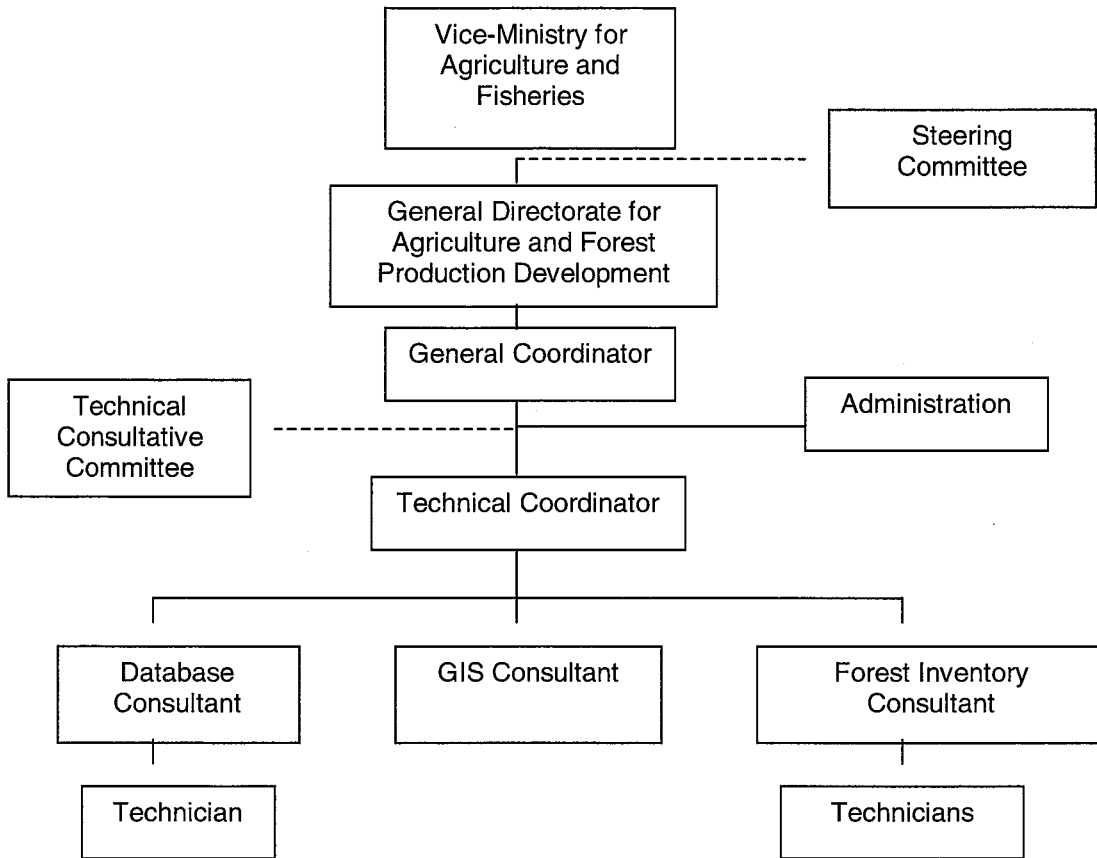 Vice-Ministry for
Agriculture and
Fisheries
Steering
Committee
General Directorate for
Agriculture and Forest
Production Development
General Coordinator
Technical
Consultative
Committee
Administration
Technical Coordinator
Database
Consultant
GIS Consultant
Forest Inventory
Consultant
Technician
Technicians